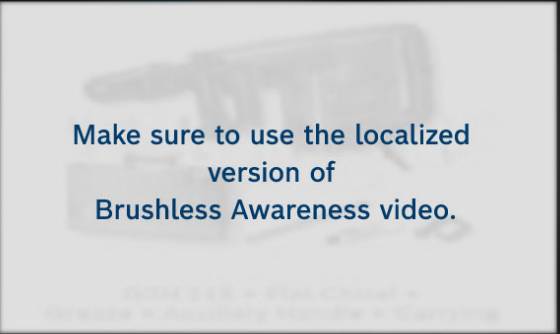 Make sure to use the localized
version of
Brushless Awareness video.